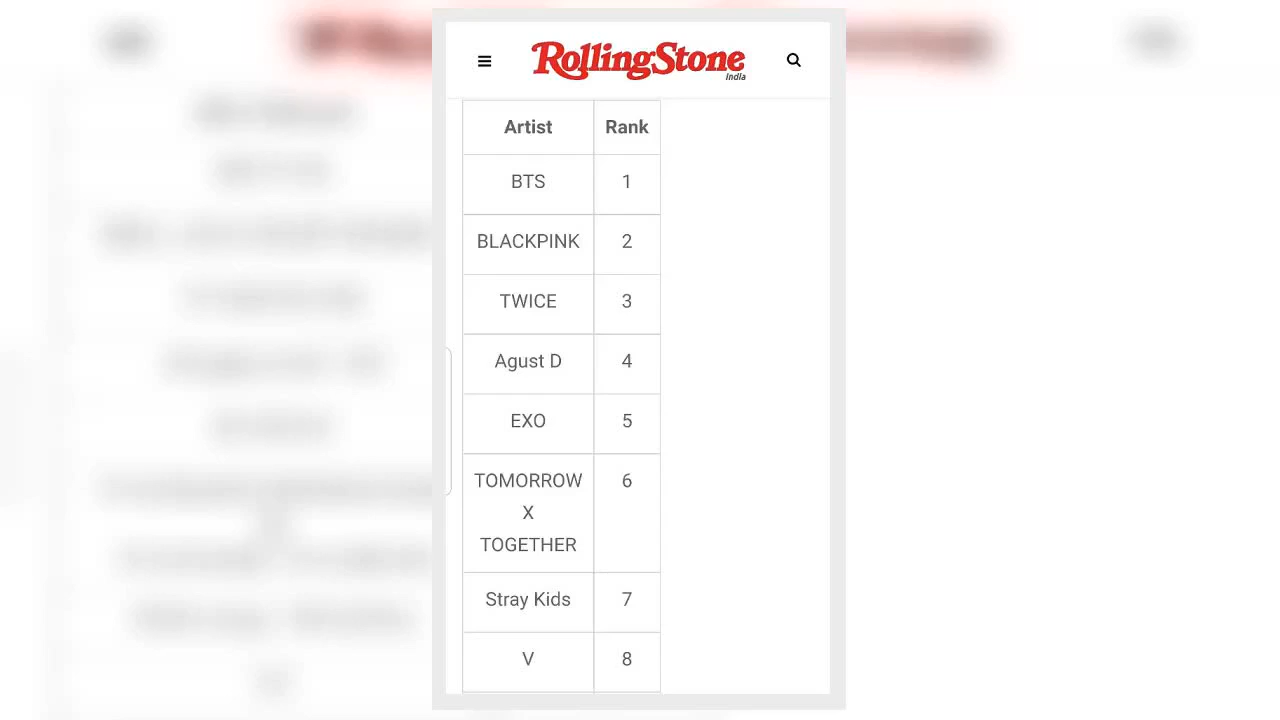 RollingStone
India
Artist Rank
BTS 1
BLACKPINK 2
TWICE 3
Agust D 4
EXO 5
TOMORROW 6
X
TOGETHER
Stray Kids 7
V 8